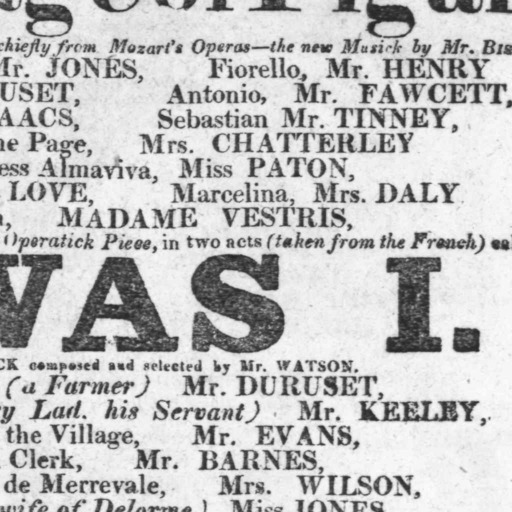 chiefly from Mozart's Operas—the new Musick by Mr. BIS
Mr. JONES, Fiorello, Mr. HENRY
USET, Antonio, Mr. FAWCETT,
AACS, Sebastian Mr. TINNEY,
he Page, Mrs. CHATTERLEY
ess Almaviva, Miss PATON,
LOVE, Marcelina, Mrs. DALY
MADAME VESTRIS,
Operatick Piece, in two acts (taken from the French)
WAS I.
CK composed and selected by Mr. WATSON.
(a Farmer) Mr. DURUSET,
y Lad. his Servant) Mr. KEELEY,
the Village, Mr. EVANS,
Clerk, Mr. BARNES,
de Merrevale, Mrs. WILSON,
wife of Delorme) Miss JONES